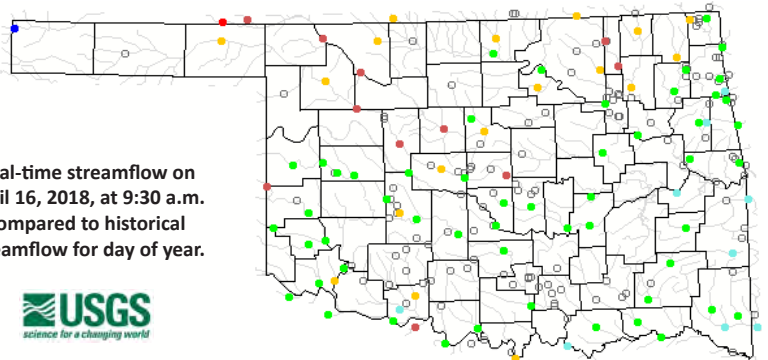 al-time streamflow on
il 16, 2018, at 9:30 a.m.
ompared to historical
eamflow for day of year.
USGS
science for a changing world